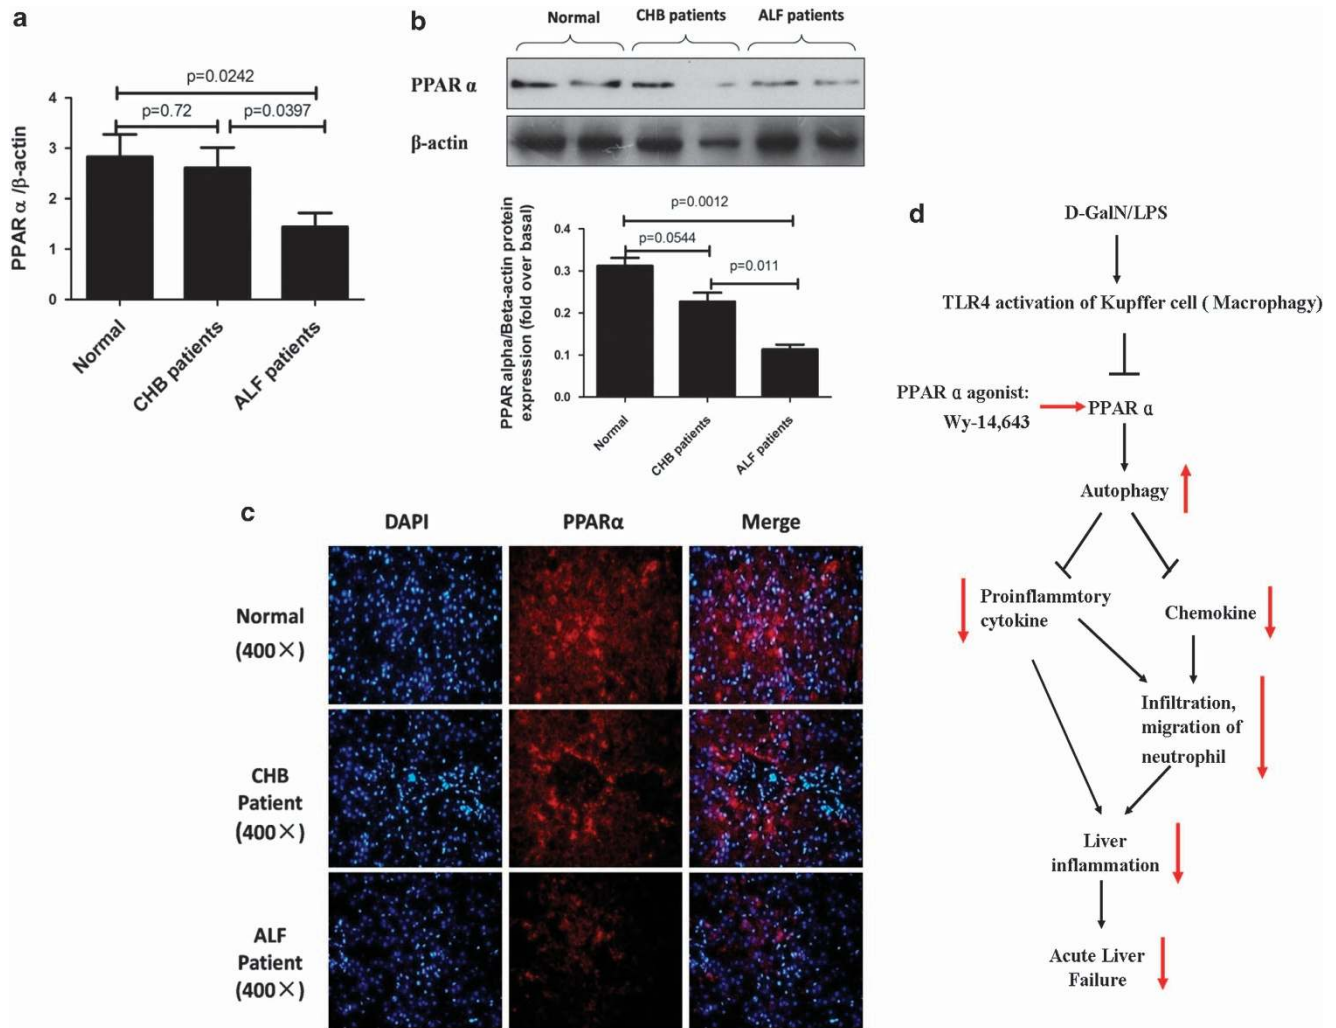 a
p=0.0242
p=0.72
p=0.0397
PPAR α /β-actin
4
3
2
1
0
Normal
CHB patients
ALF patients
b
Normal
CHB patients
ALF patients
PPAR α
β-actin
p=0.0012
p=0.0544
p=0.011
PPAR alpha/Beta-actin protein
expression (fold over basal)
0.4
0.3
0.2
0.1
0.0
Normal
CHB patients
ALF patients
c
DAPI
PPARα
Merge
Normal
(400×)
CHB
Patient
(400×)
ALF
Patient
(400×)
d
D-GalN/LPS
TLR4 activation of Kupffer cell ( Macrophagy)
PPAR α agonist:
Wy-14,643
PPAR α
Autophagy
Proinflammtory
cytokine
Chemokine
Infiltration,
migration of
neutrophil
Liver
inflammation
Acute Liver
Failure